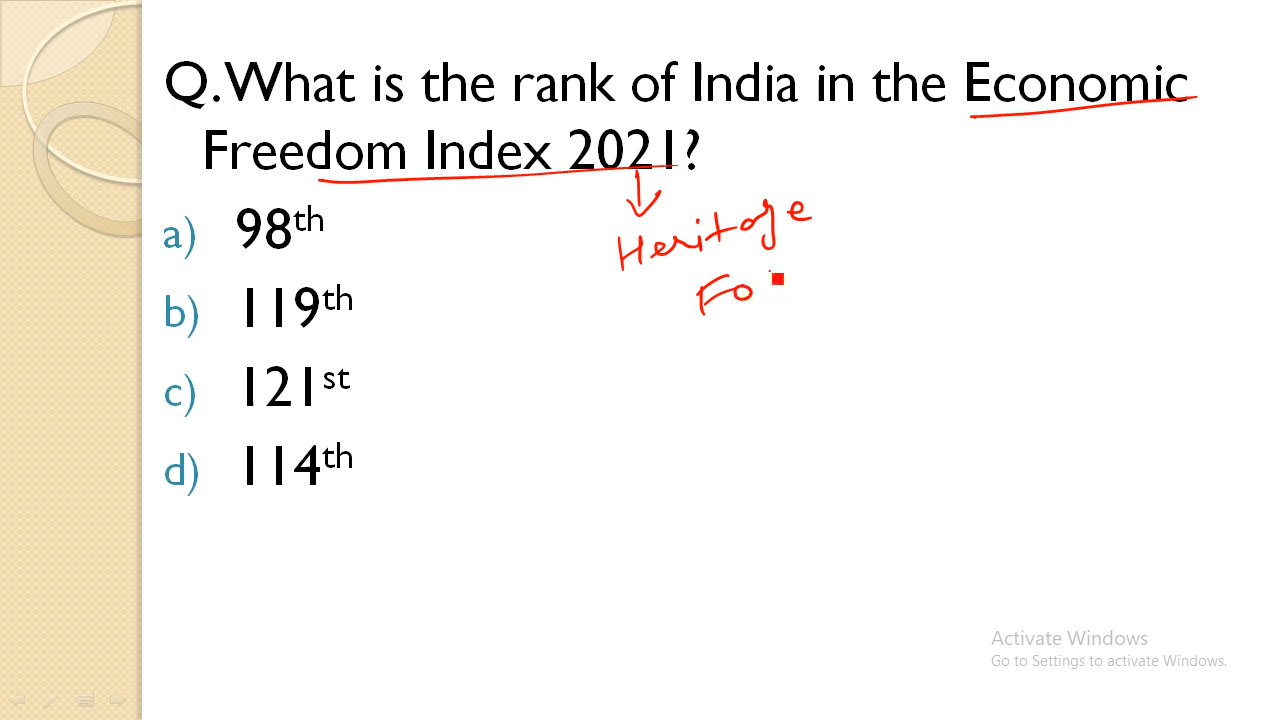 Q. What is the rank of India in the Economic
Freedom Index 2021?
Heritage
Fo
a) 98th
b) 119th
c) 121st
d) 114th
Activate Windows
Go to Settings to activate Windows.